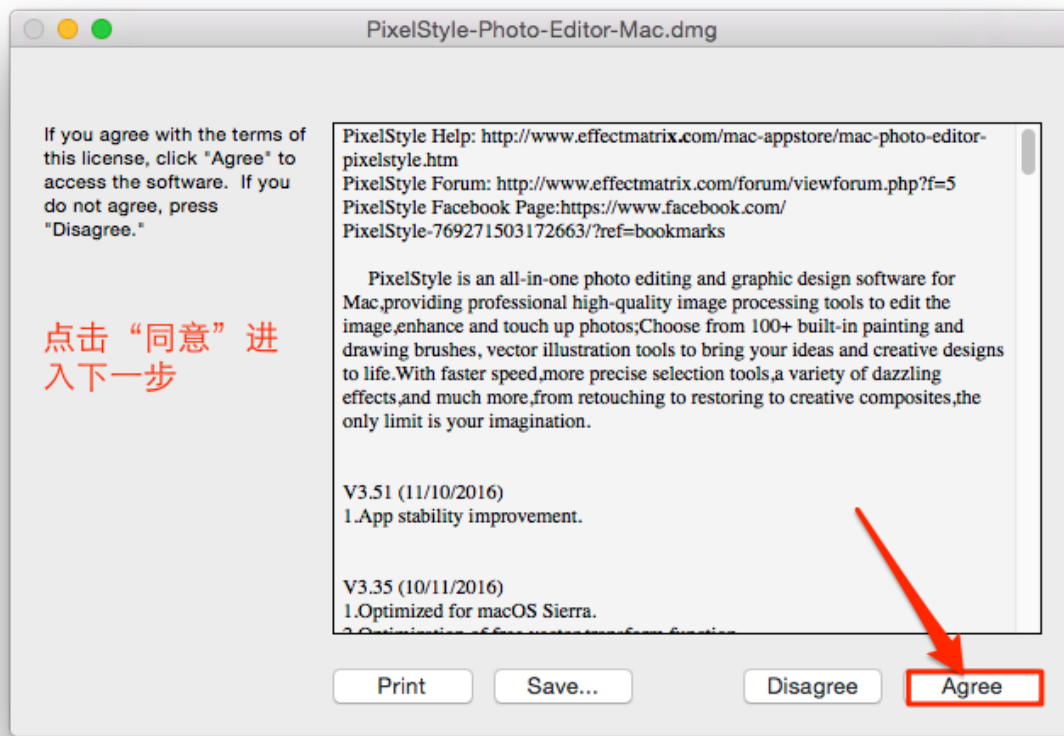 PixelStyle-Photo-Editor-Mac.dmg
If you agree with the terms of
this license, click "Agree" to
access the software.  If you
do not agree, press
"Disagree."
点击“同意”进
入下一步
PixelStyle Help: http://www.effectmatrix.com/mac-appstore/mac-photo-editor-
pixelstyle.htm
PixelStyle Forum: http://www.effectmatrix.com/forum/viewforum.php?f=5
PixelStyle Facebook Page:https://www.facebook.com/
PixelStyle-769271503172663/?ref=bookmarks
PixelStyle is an all-in-one photo editing and graphic design software for
Mac,providing professional high-quality image processing tools to edit the
image,enhance and touch up photos;Choose from 100+ built-in painting and
drawing brushes, vector illustration tools to bring your ideas and creative designs
to life.With faster speed,more precise selection tools,a variety of dazzling
effects,and much more,from retouching to restoring to creative composites,the
only limit is your imagination.
V3.51 (11/10/2016)
1.App stability improvement.
V3.35 (10/11/2016)
1.Optimized for macOS Sierra.
2.Optimization of free vector transform function
Print
Save...
Disagree
Agree